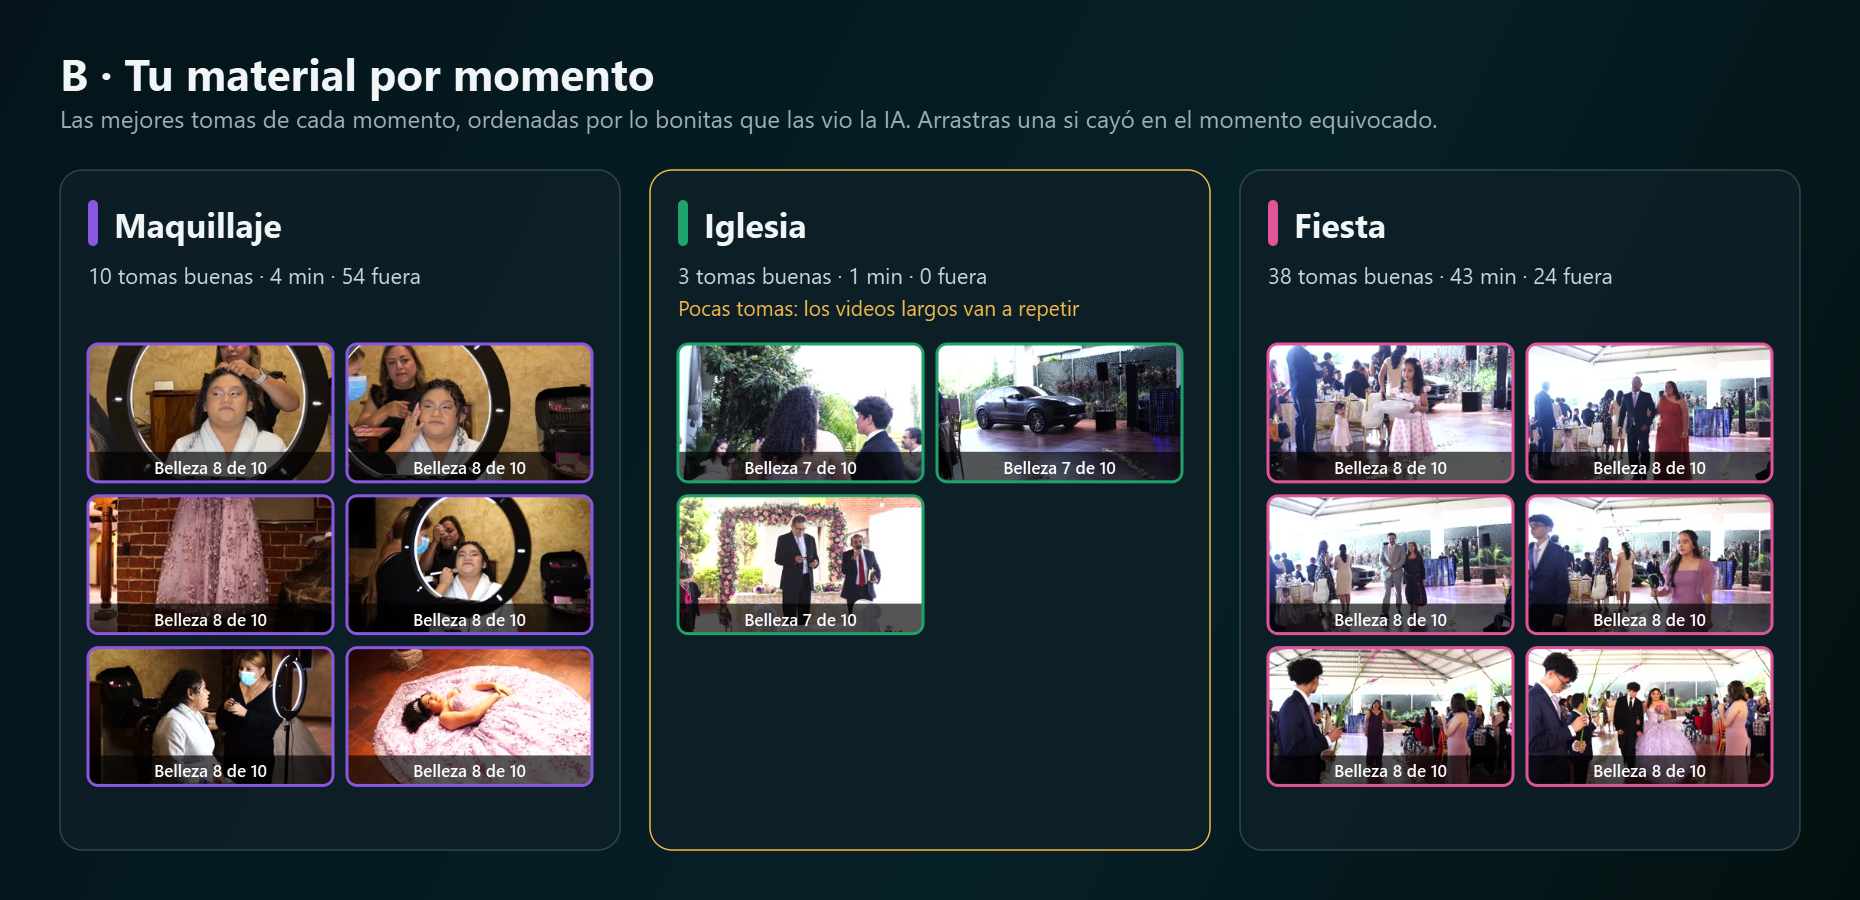 B · Tu material por momento
Las mejores tomas de cada momento, ordenadas por lo bonitas que las vio la IA. Arrastras una si cayó en el momento equivocado.
Maquillaje
10 tomas buenas · 4 min · 54 fuera
Belleza 8 de 10
Belleza 8 de 10
Belleza 8 de 10
Belleza 8 de 10
Belleza 8 de 10
Belleza 8 de 10
Iglesia
3 tomas buenas · 1 min · 0 fuera
Pocas tomas: los videos largos van a repetir
Belleza 7 de 10
Belleza 7 de 10
Belleza 7 de 10
Fiesta
38 tomas buenas · 43 min · 24 fuera
Belleza 8 de 10
Belleza 8 de 10
Belleza 8 de 10
Belleza 8 de 10
Belleza 8 de 10
Belleza 8 de 10